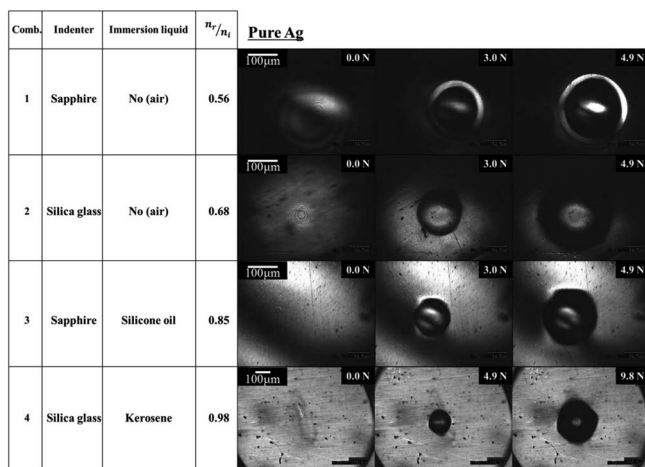 Comb. Indenter Immersion liquid nr/ni Pure Ag
1 Sapphire No (air) 0.56 100μm 0.0 N 3.0 N 4.9 N
2 Silica glass No (air) 0.68 100μm 0.0 N 3.0 N 4.9 N
3 Sapphire Silicone oil 0.85 100μm 0.0 N 3.0 N 4.9 N
4 Silica glass Kerosene 0.98 100μm 0.0 N 4.9 N 9.8 N